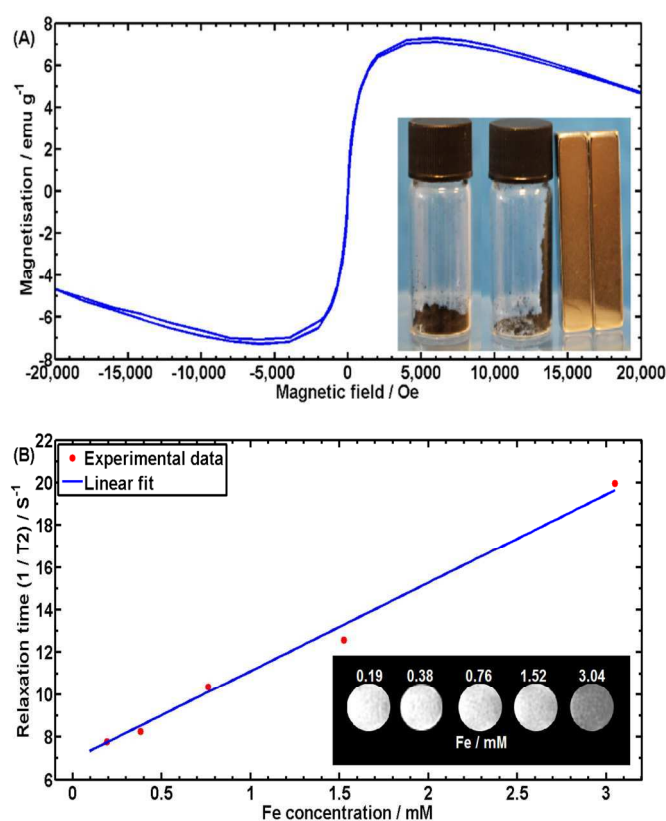 (A)
Magnetisation / emu g-1
8
6
4
2
0
-2
-4
-6
-8
-20,000 -15,000 -10,000 -5,000 0 5,000 10,000 15,000 20,000
Magnetic field / Oe
(B)
Relaxation time (1 / T2) / S-1
22
20
18
16
14
12
10
8
6
Experimental data
Linear fit
0.19 0.38 0.76 1.52 3.04
Fe / mM
0 0.5 1 1.5 2 2.5 3
Fe concentration / mM